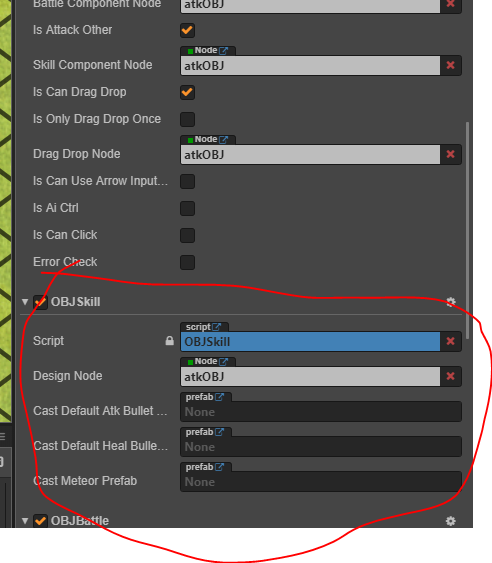 Battle Component Node atkOBJ
Is Attack Other
Node
Skill Component Node atkOBJ
Is Can Drag Drop
Is Only Drag Drop Once
Node
Drag Drop Node atkOBJ
Is Can Use Arrow Input...
Is Ai Ctrl
Is Can Click
Error Check
OBJSkill
script
Script OBJSkill
Node
Design Node atkOBJ
prefab
Cast Default Atk Bullet ... None
prefab
Cast Default Heal Bulle... None
prefab
Cast Meteor Prefab None
OBJBattle